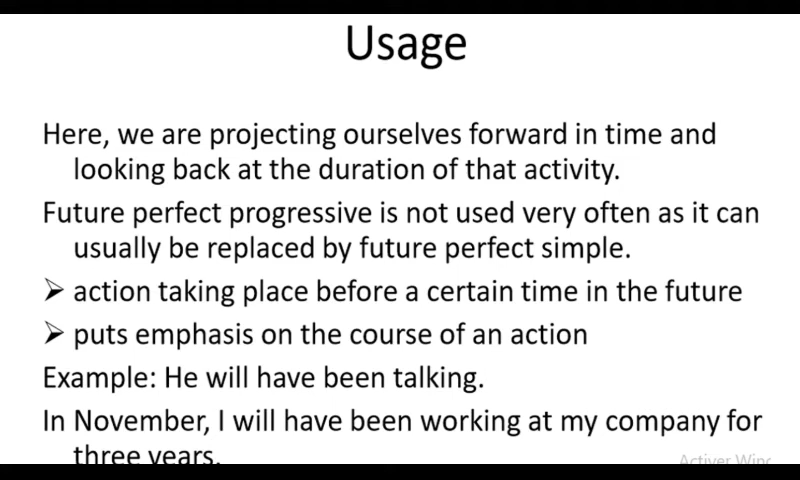 Usage
Here, we are projecting ourselves forward in time and
looking back at the duration of that activity.
Future perfect progressive is not used very often as it can
usually be replaced by future perfect simple.
➢ action taking place before a certain time in the future
➢ puts emphasis on the course of an action
Example: He will have been talking.
In November, I will have been working at my company for
three years.
Activer Wind